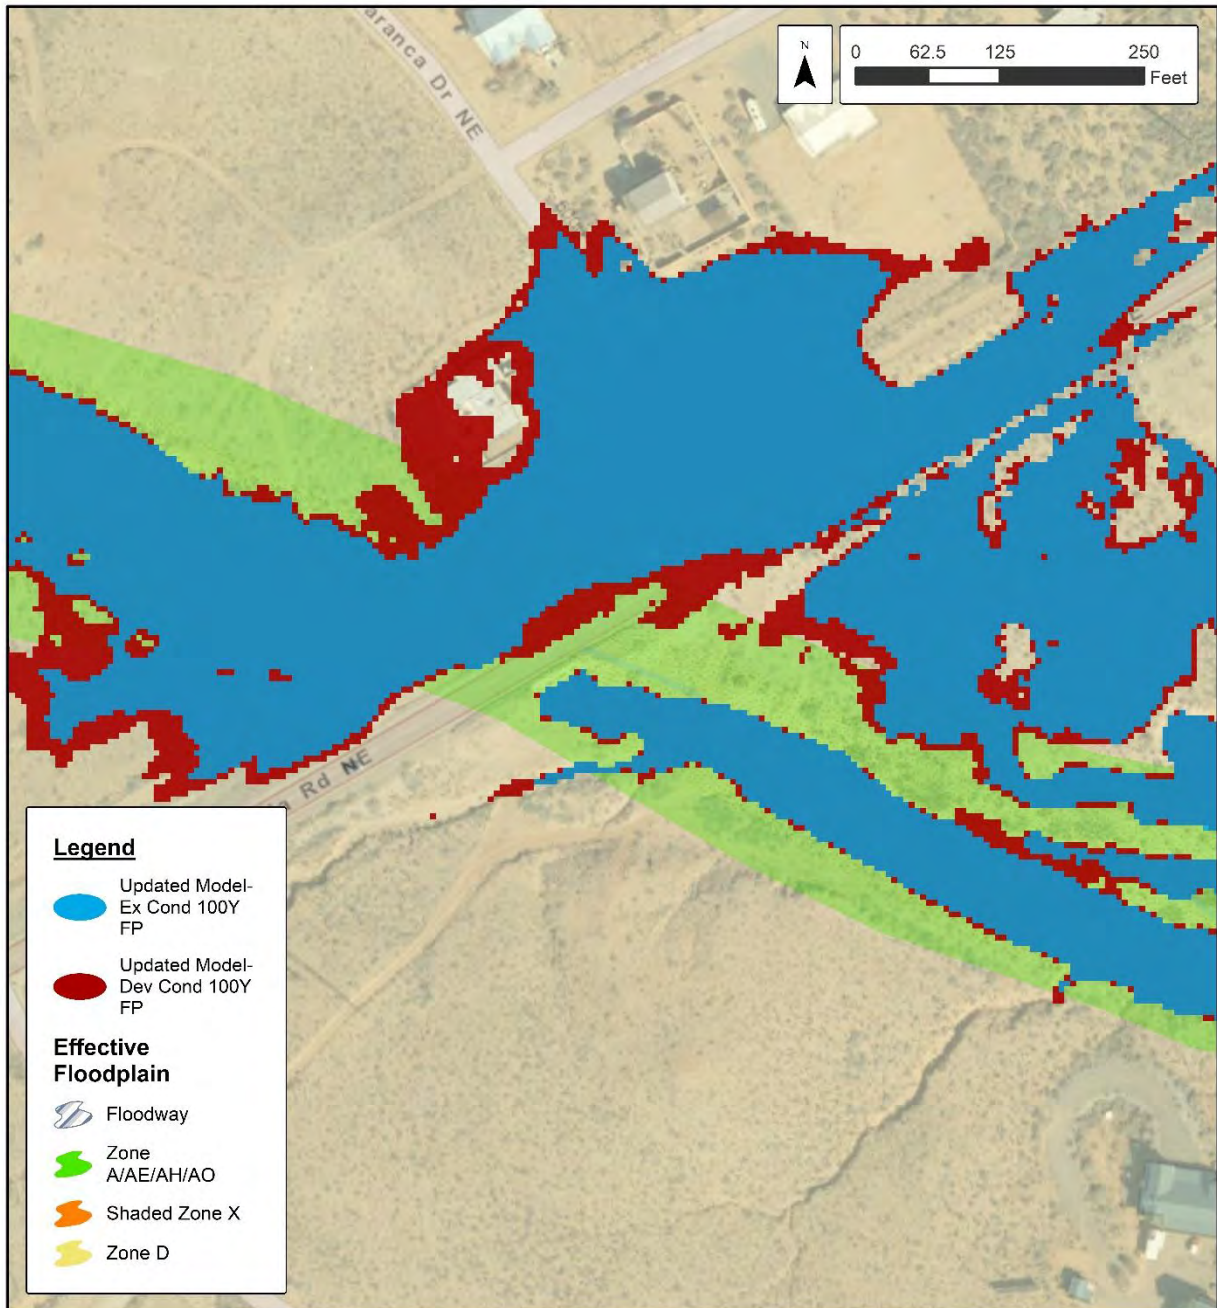 aranca Dr NE
N
0 62.5 125 250
Feet
Rd NE
Legend
Updated Model-
Ex Cond 100Y
FP
Updated Model-
Dev Cond 100Y
FP
Effective
Floodplain
Floodway
Zone
A/AE/AH/AO
Shaded Zone X
Zone D